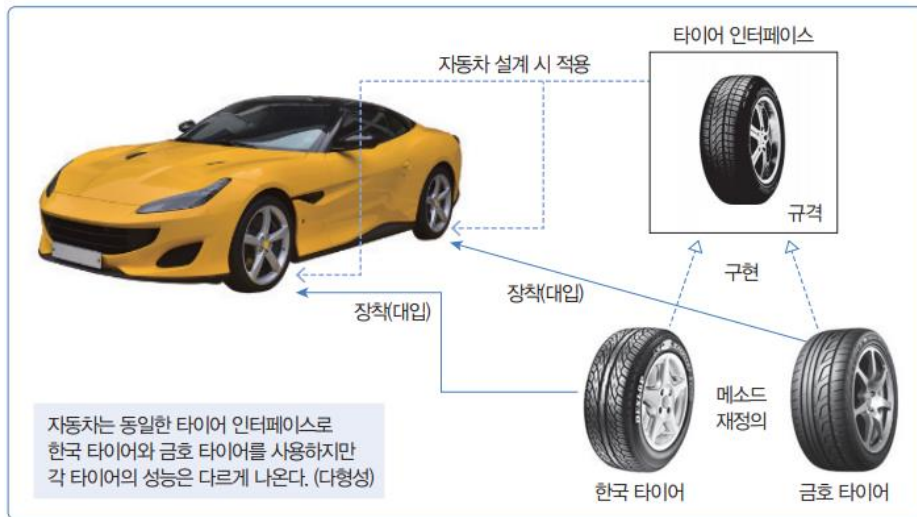 타이어 인터페이스
자동차 설계 시 적용
규격
구현
장착(대입)
장착(대입)
메소드
재정의
자동차는 동일한 타이어 인터페이스로
한국 타이어와 금호 타이어를 사용하지만
각 타이어의 성능은 다르게 나온다. (다형성)
한국 타이어
금호 타이어